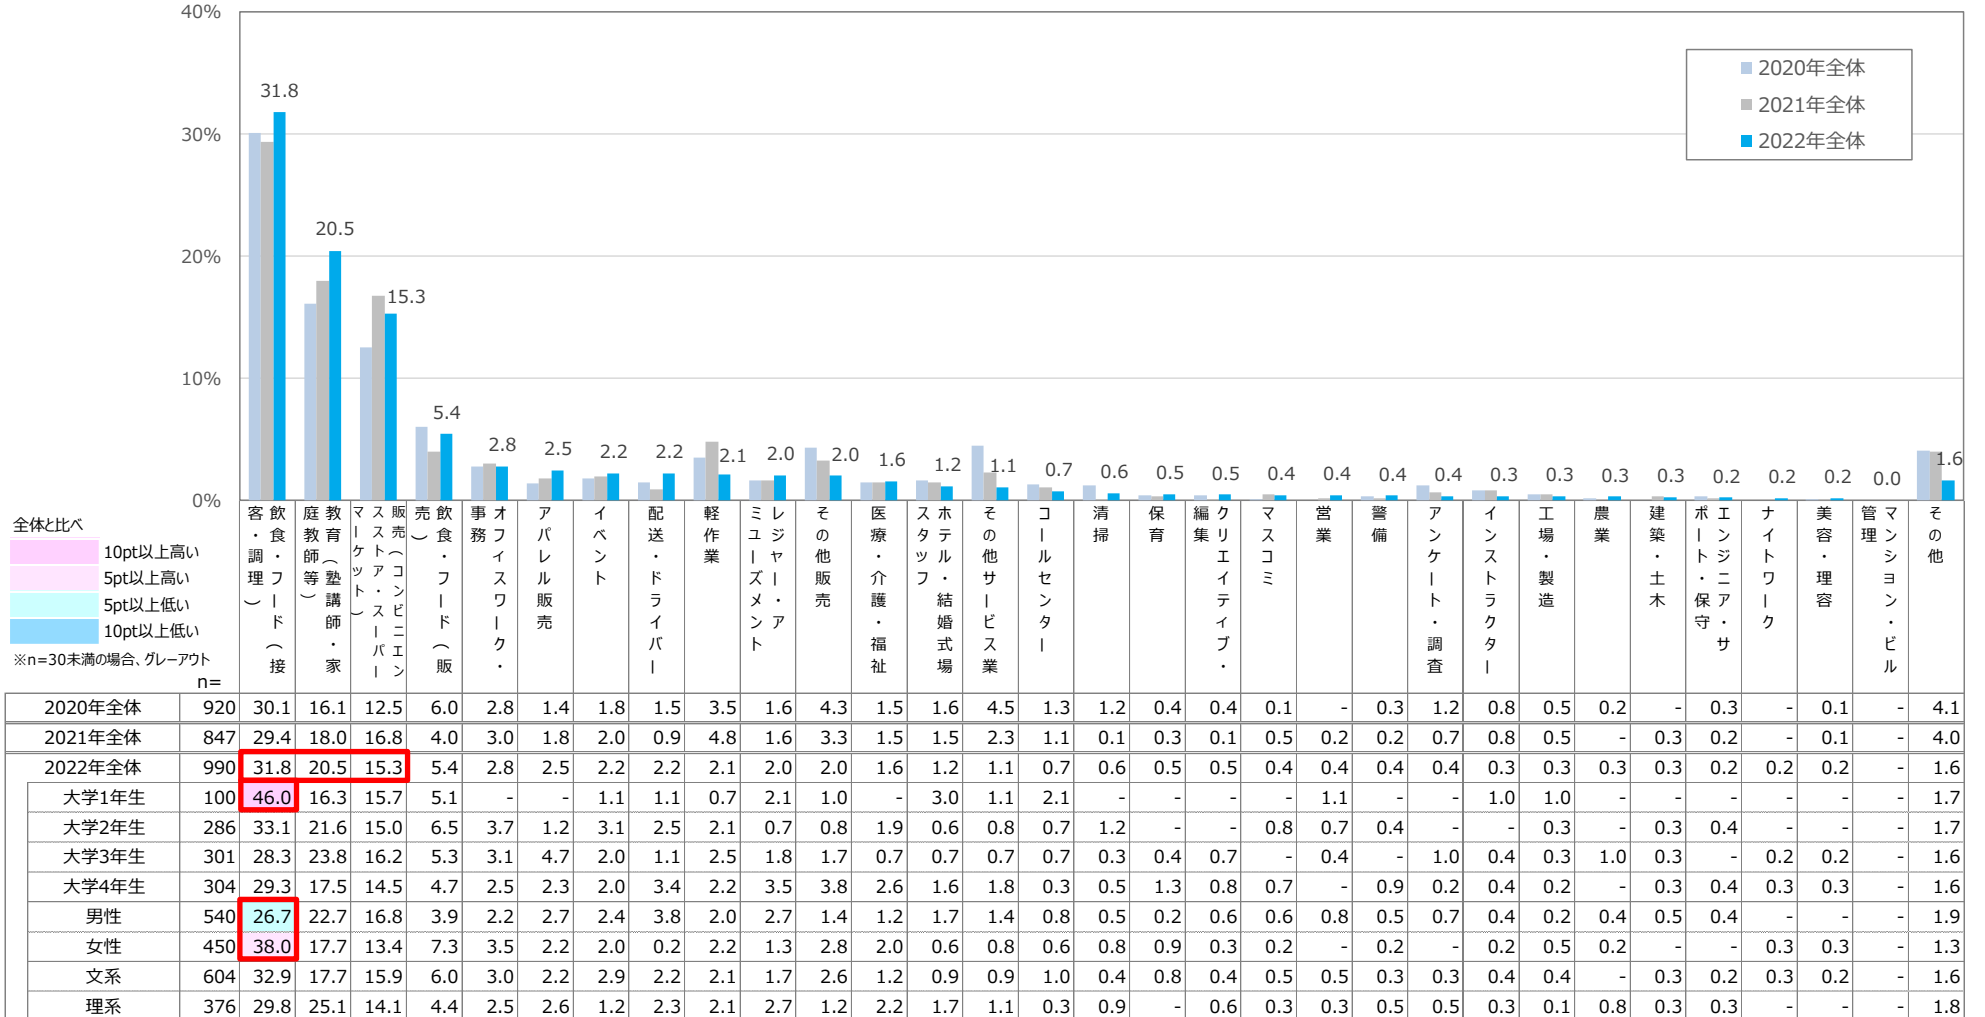 40%
30%
20%
10%
0%
2020年全体
2021年全体
2022年全体
31.8
20.5
15.3
5.4
2.8
2.5
2.2
2.2
2.1
2.0
2.0
1.6
1.2
1.1
0.7
0.6
0.5
0.5
0.4
0.4
0.4
0.4
0.3
0.3
0.3
0.3
0.2
0.2
0.2
0.0
1.6
全体と比べ
10pt以上高い
5pt以上高い
5pt以上低い
10pt以上低い
※n=30未満の場合、グレーアウト
n=
飲食・フード（接
客・調理）
教育（塾講師・家
庭教師等）
販売（コンビニエン
スストア・スーパー
マーケット）
飲食・フード（販
売）
オフィスワーク・
事務
アパレル販売
イベント
配送・ドライバー
軽作業
レジャー・ア
ミューズメント
その他販売
医療・介護・福祉
ホテル・結婚式場
スタッフ
その他サービス業
コールセンター
清掃
保育
クリエイティブ・
編集
マスコミ
営業
警備
アンケート・調査
インストラクター
工場・製造
農業
建築・土木
エンジニア・サ
ポート・保守
ナイトワーク
美容・理容
マンション・ビル
管理
その他
2020年全体 920 30.1 16.1 12.5 6.0 2.8 1.4 1.8 1.5 3.5 1.6 4.3 1.5 1.6 4.5 1.3 1.2 0.4 0.4 0.1 - 0.3 1.2 0.8 0.5 0.2 - 0.3 - 0.1 - 4.1
2021年全体 847 29.4 18.0 16.8 4.0 3.0 1.8 2.0 0.9 4.8 1.6 3.3 1.5 1.5 2.3 1.1 0.1 0.3 0.1 0.5 0.2 0.2 0.7 0.8 0.5 - 0.3 0.2 - 0.1 - 4.0
2022年全体 990 31.8 20.5 15.3 5.4 2.8 2.5 2.2 2.2 2.1 2.0 2.0 1.6 1.2 1.1 0.7 0.6 0.5 0.5 0.4 0.4 0.4 0.4 0.3 0.3 0.3 0.3 0.2 0.2 0.2 - 1.6
大学1年生 100 46.0 16.3 15.7 5.1 - - 1.1 1.1 0.7 2.1 1.0 - 3.0 1.1 2.1 - - - - 1.1 - - 1.0 1.0 - - - - - - 1.7
大学2年生 286 33.1 21.6 15.0 6.5 3.7 1.2 3.1 2.5 2.1 0.7 0.8 1.9 0.6 0.8 0.7 1.2 - - 0.8 0.7 0.4 - - 0.3 - 0.3 0.4 - - - 1.7
大学3年生 301 28.3 23.8 16.2 5.3 3.1 4.7 2.0 1.1 2.5 1.8 1.7 0.7 0.7 0.7 0.7 0.3 0.4 0.7 - 0.4 - 1.0 0.4 0.3 1.0 0.3 - 0.2 0.2 - 1.6
大学4年生 304 29.3 17.5 14.5 4.7 2.5 2.3 2.0 3.4 2.2 3.5 3.8 2.6 1.6 1.8 0.3 0.5 1.3 0.8 0.7 - 0.9 0.2 0.4 0.2 - 0.3 0.4 0.3 0.3 - 1.6
男性 540 26.7 22.7 16.8 3.9 2.2 2.7 2.4 3.8 2.0 2.7 1.4 1.2 1.7 1.4 0.8 0.5 0.2 0.6 0.6 0.8 0.5 0.7 0.4 0.2 0.4 0.5 0.4 - - - 1.9
女性 450 38.0 17.7 13.4 7.3 3.5 2.2 2.0 0.2 2.2 1.3 2.8 2.0 0.6 0.8 0.6 0.8 0.9 0.3 0.2 - 0.2 - 0.2 0.5 0.2 - - 0.3 0.3 - 1.3
文系 604 32.9 17.7 15.9 6.0 3.0 2.2 2.9 2.2 2.1 1.7 2.6 1.2 0.9 0.9 1.0 0.4 0.8 0.4 0.5 0.5 0.3 0.3 0.4 0.4 - 0.3 0.2 0.3 0.2 - 1.6
理系 376 29.8 25.1 14.1 4.4 2.5 2.6 1.2 2.3 2.1 2.7 1.2 2.2 1.7 1.1 0.3 0.9 - 0.6 0.3 0.3 0.5 0.5 0.3 0.1 0.8 0.3 0.3 - - - 1.8